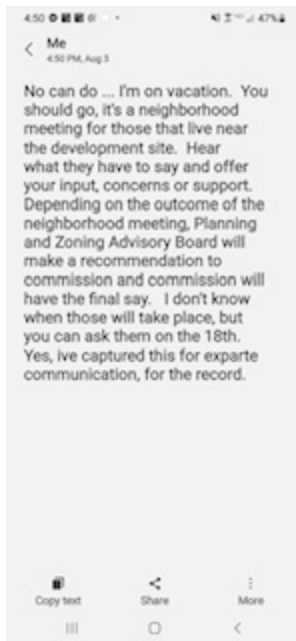 4:50
47%
Me
4:50 PM, Aug 3
No can do ... I'm on vacation. You
should go, it's a neighborhood
meeting for those that live near
the development site. Hear
what they have to say and offer
your input, concerns or support.
Depending on the outcome of the
neighborhood meeting, Planning
and Zoning Advisory Board will
make a recommendation to
commission and commission will
have the final say. I don't know
when those will take place, but
you can ask them on the 18th.
Yes, ive captured this for exparte
communication, for the record.
Copy text
Share
More